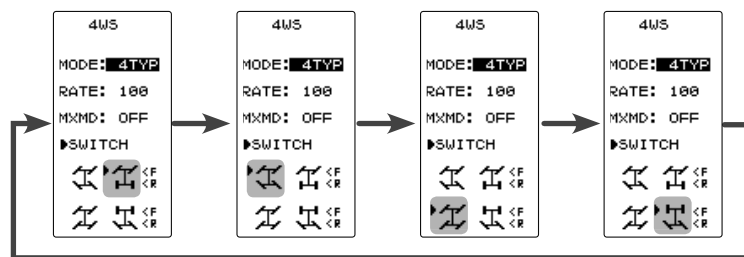 4WS
MODE: 4TYP
RATE: 100
MXMD: OFF
▶SWITCH
<F
<R
<F
<R
4WS
MODE: 4TYP
RATE: 100
MXMD: OFF
▶SWITCH
<F
<R
<F
<R
4WS
MODE: 4TYP
RATE: 100
MXMD: OFF
▶SWITCH
<F
<R
<F
<R
4WS
MODE: 4TYP
RATE: 100
MXMD: OFF
▶SWITCH
<F
<R
<F
<R